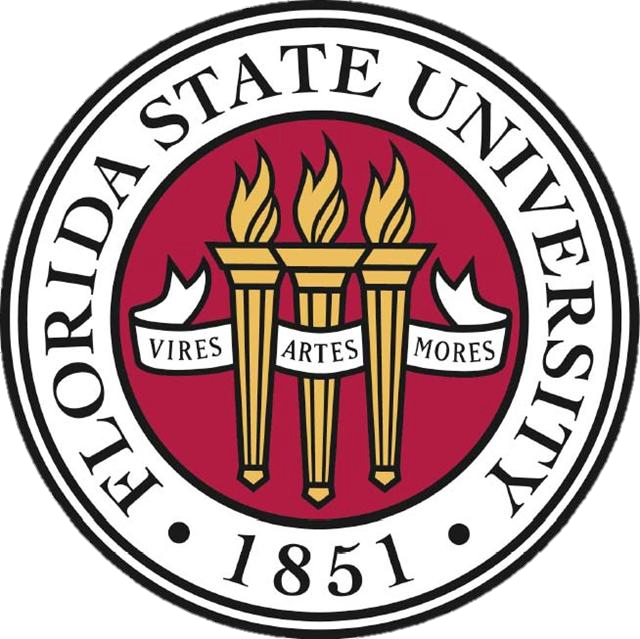 FLORIDA STATE UNIVERSITY
VIRES ARTES MORES
• 1851 •